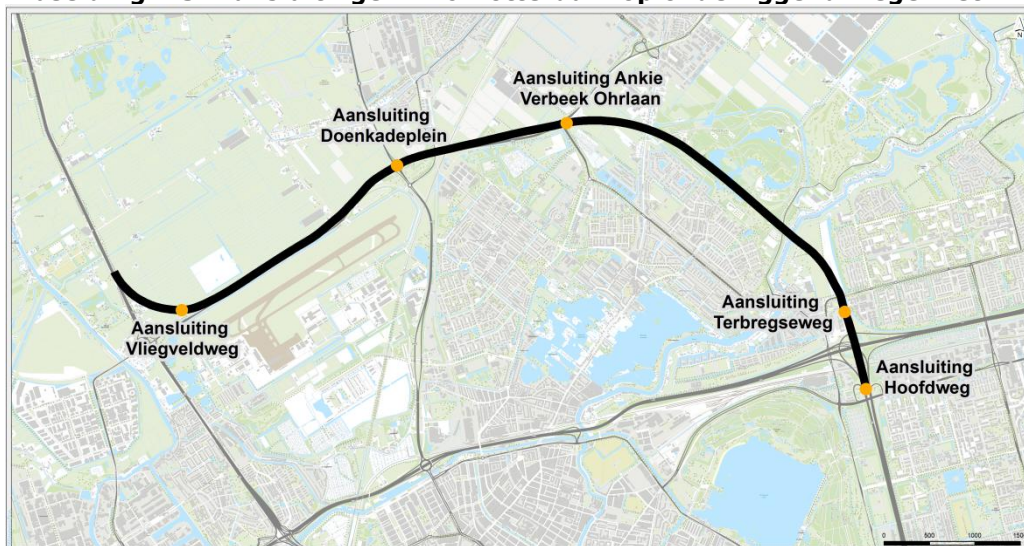 Aansluiting Ankie
Verbeek Ohrlaan
Aansluiting
Doenkadeplein
Aansluiting
Vliegveldweg
Aansluiting
Terbregseweg
Aansluiting
Hoofdweg
N
0 500 1000